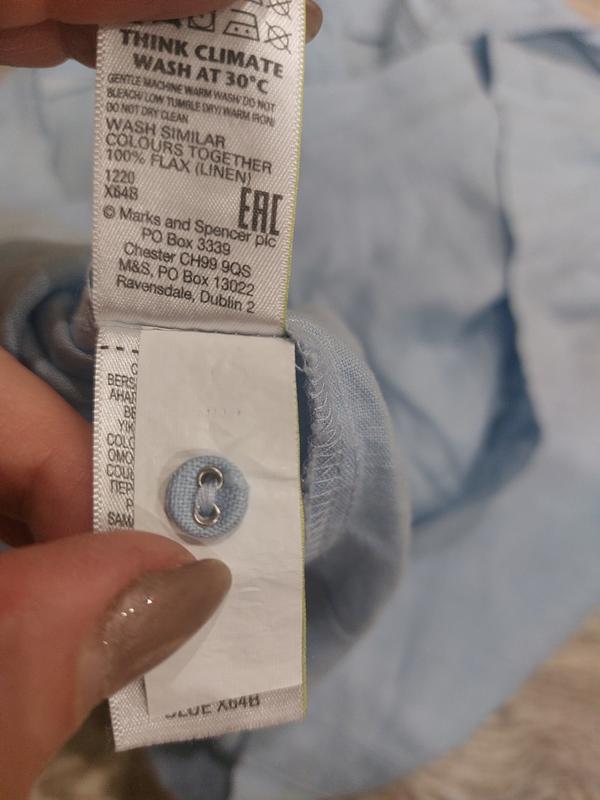 THINK CLIMATE
WASH AT 30°C
GENTLE MACHINE WARM WASH/ DO NOT
BLEACH/ LOW TUMBLE DRY/ WARM IRON/
DO NOT DRY CLEAN
WASH SIMILAR
COLOURS TOGETHER
100% FLAX (LINEN)
1220
X64B
EAC
© Marks and Spencer plc
PO Box 3339
Chester CH99 9QS
M&S, PO Box 13022
Ravensdale, Dublin 2
X64B